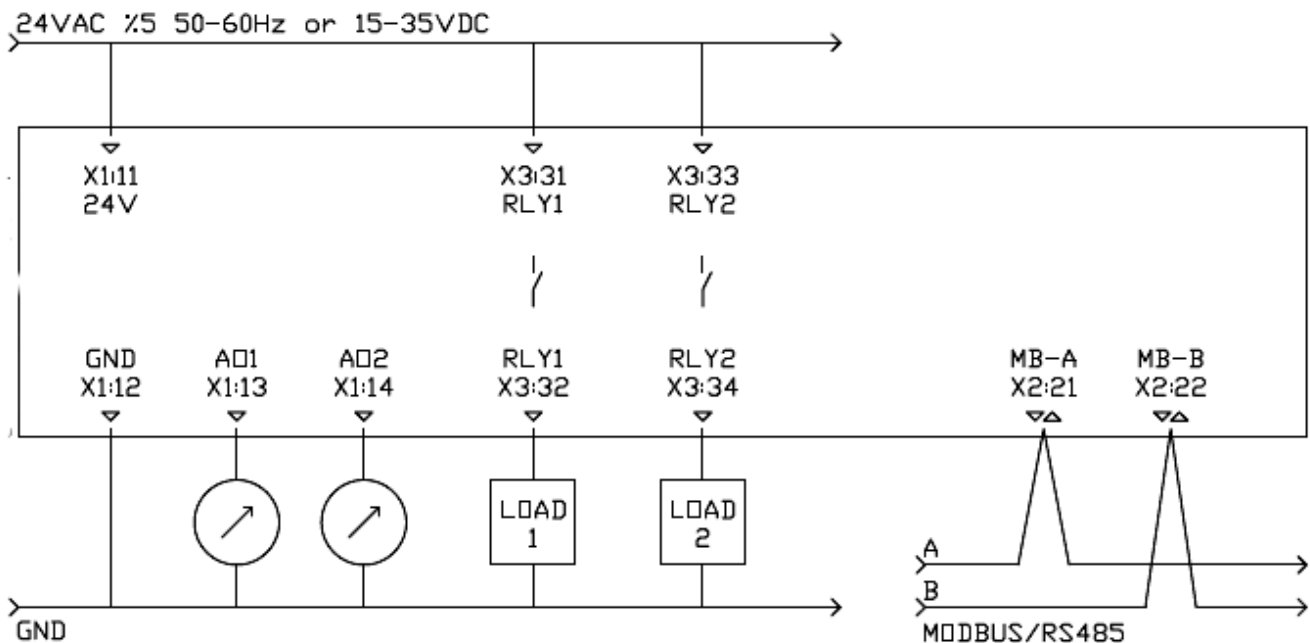 24VAC %5 50-60Hz or 15-35VDC
X1:11
24V
X3:31
RLY1
X3:33
RLY2
GND
X1:12
AO1
X1:13
AO2
X1:14
RLY1
X3:32
RLY2
X3:34
MB-A
X2:21
MB-B
X2:22
LOAD
1
LOAD
2
A
B
GND
MODBUS/RS485